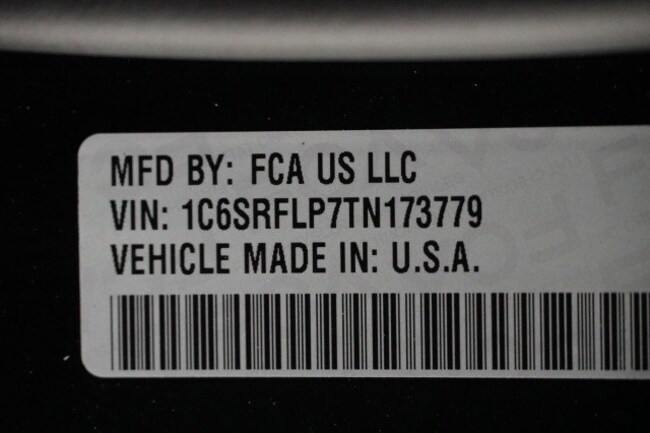 MFD BY: FCA US LLC
VIN: 1C6SRFLP7TN173779
VEHICLE MADE IN: U.S.A.